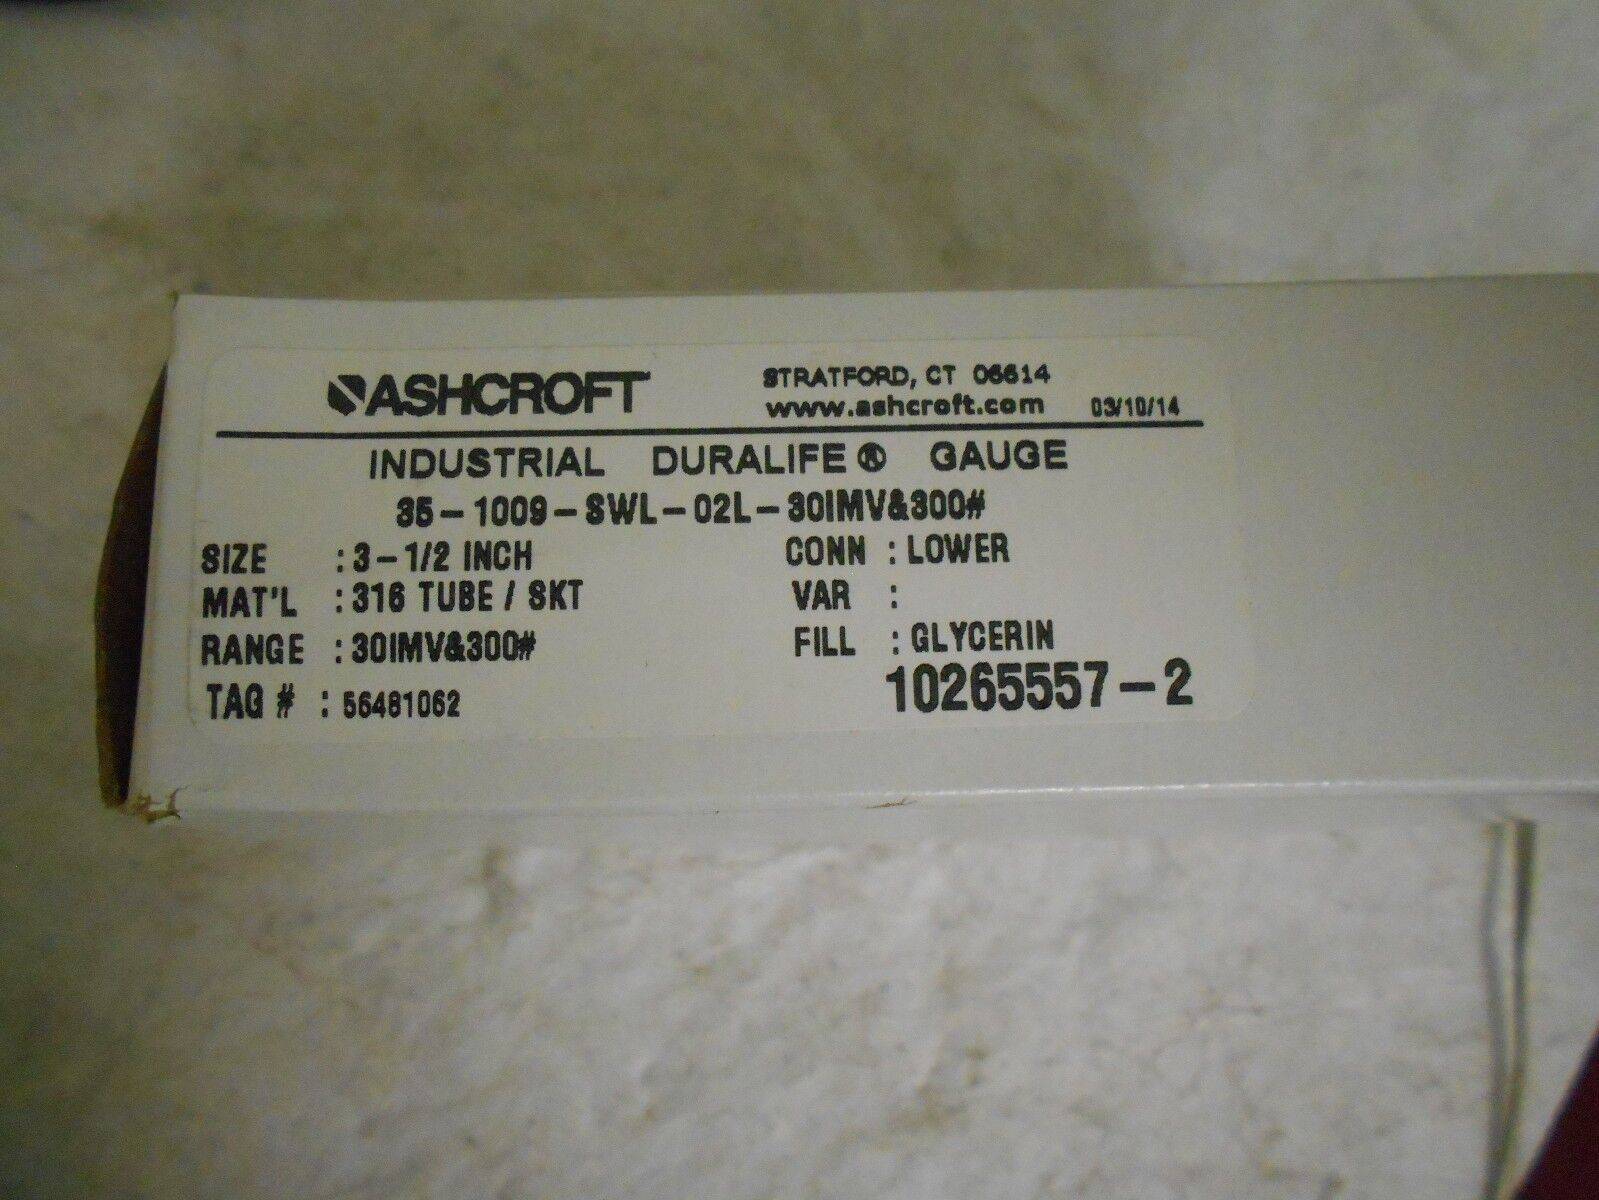 ASHCROFT
STRATFORD, CT 06614
www.ashcroft.com 03/10/14
INDUSTRIAL DURALIFE® GAUGE
35-1009-SWL-02L-30IMV&300#
SIZE : 3-1/2 INCH
CONN : LOWER
MAT'L : 316 TUBE / SKT
VAR :
RANGE : 30IMV&300#
FILL : GLYCERIN
TAG # : 56481062
10265557-2